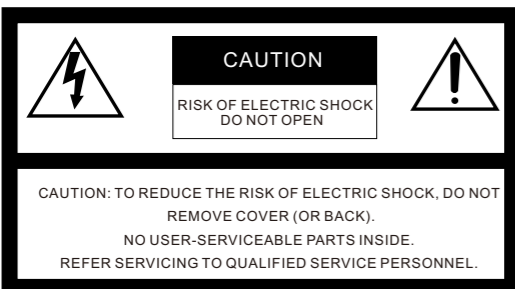 CAUTION
RISK OF ELECTRIC SHOCK
DO NOT OPEN
CAUTION: TO REDUCE THE RISK OF ELECTRIC SHOCK, DO NOT
REMOVE COVER (OR BACK).
NO USER-SERVICEABLE PARTS INSIDE.
REFER SERVICING TO QUALIFIED SERVICE PERSONNEL.